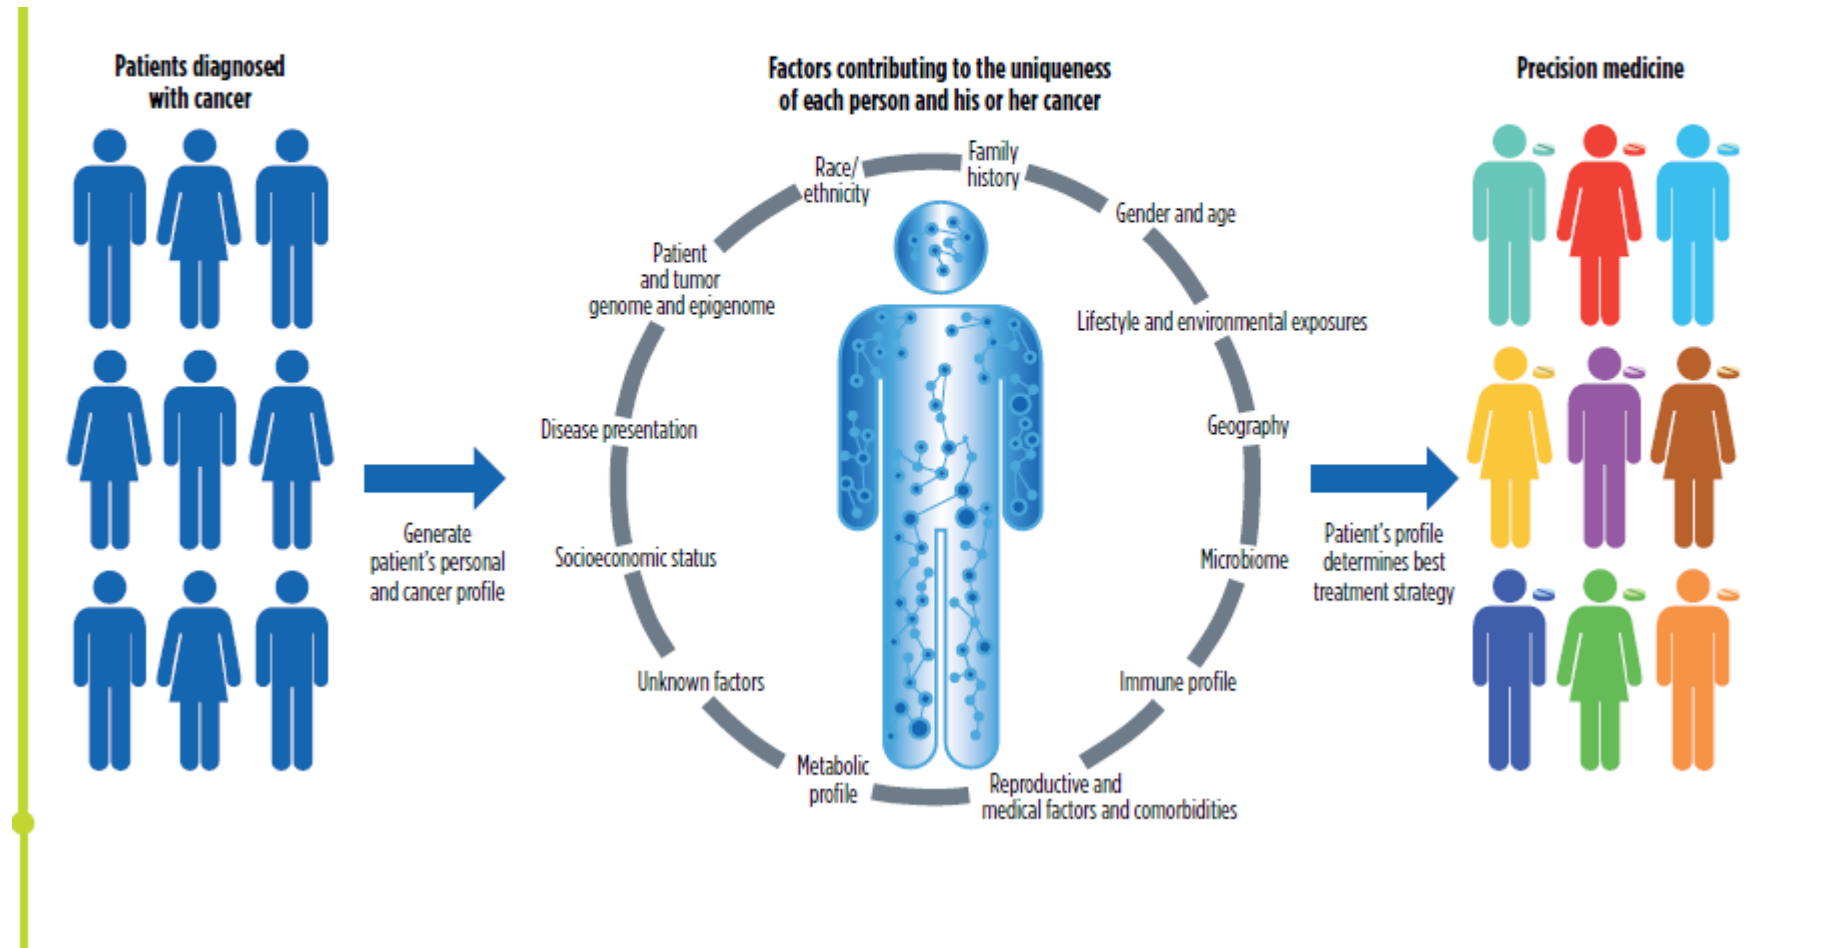 Patients diagnosed
with cancer
Generate
patient's personal
and cancer profile
Factors contributing to the uniqueness
of each person and his or her cancer
Family
history
Gender and age
Lifestyle and environmental exposures
Geography
Microbiome
Immune profile
Reproductive and
medical factors and comorbidities
Metabolic
profile
Unknown factors
Socioeconomic status
Disease presentation
Patient
and tumor
genome and epigenome
Race/
ethnicity
Patient's profile
determines best
treatment strategy
Precision medicine